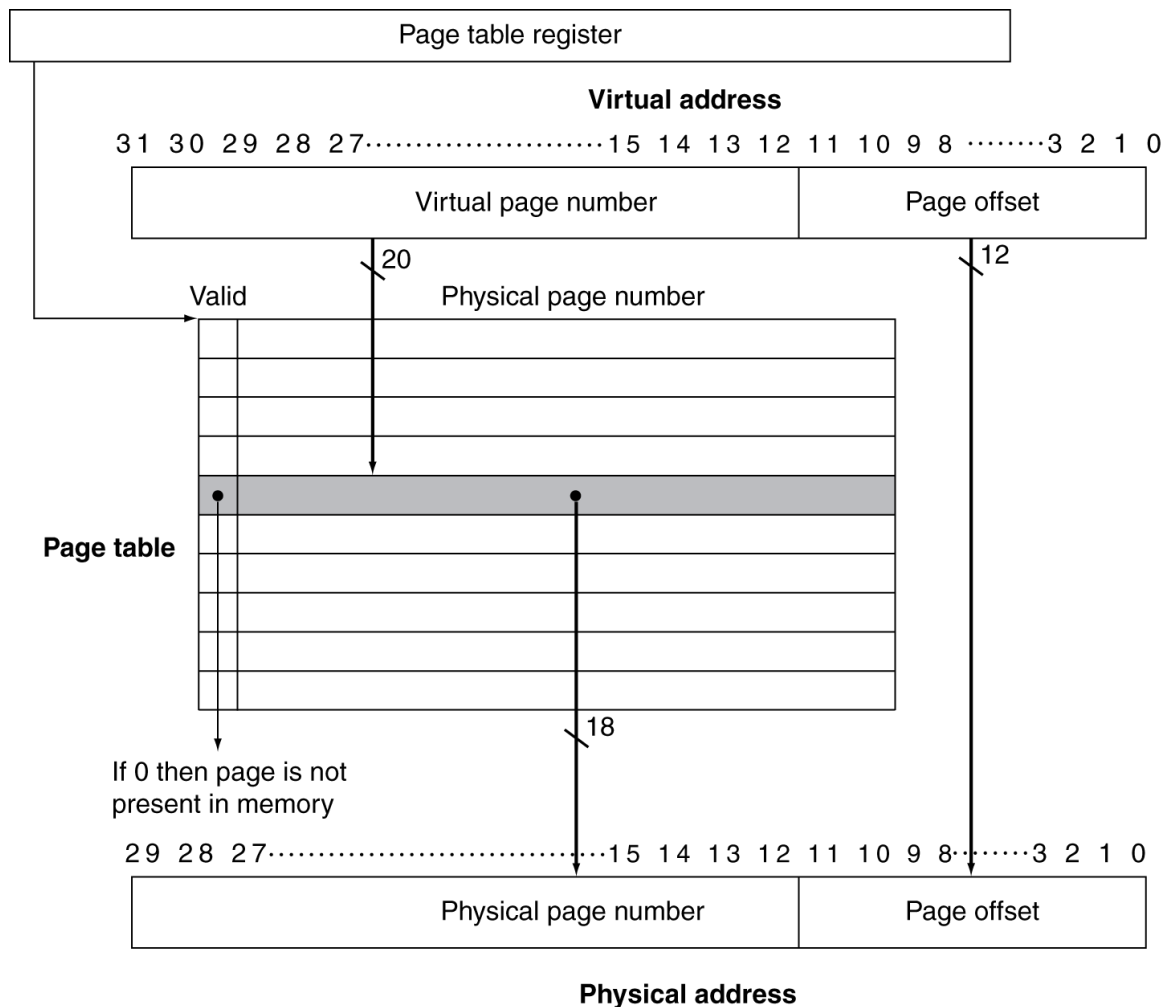 Page table register
Virtual address
31 30 29 28 27........................15 14 13 12 11 10 9 8 ........3 2 1 0
Virtual page number Page offset
20 12
Valid Physical page number
Page table
18
If 0 then page is not
present in memory
29 28 27..................................15 14 13 12 11 10 9 8........3 2 1 0
Physical page number Page offset
Physical address